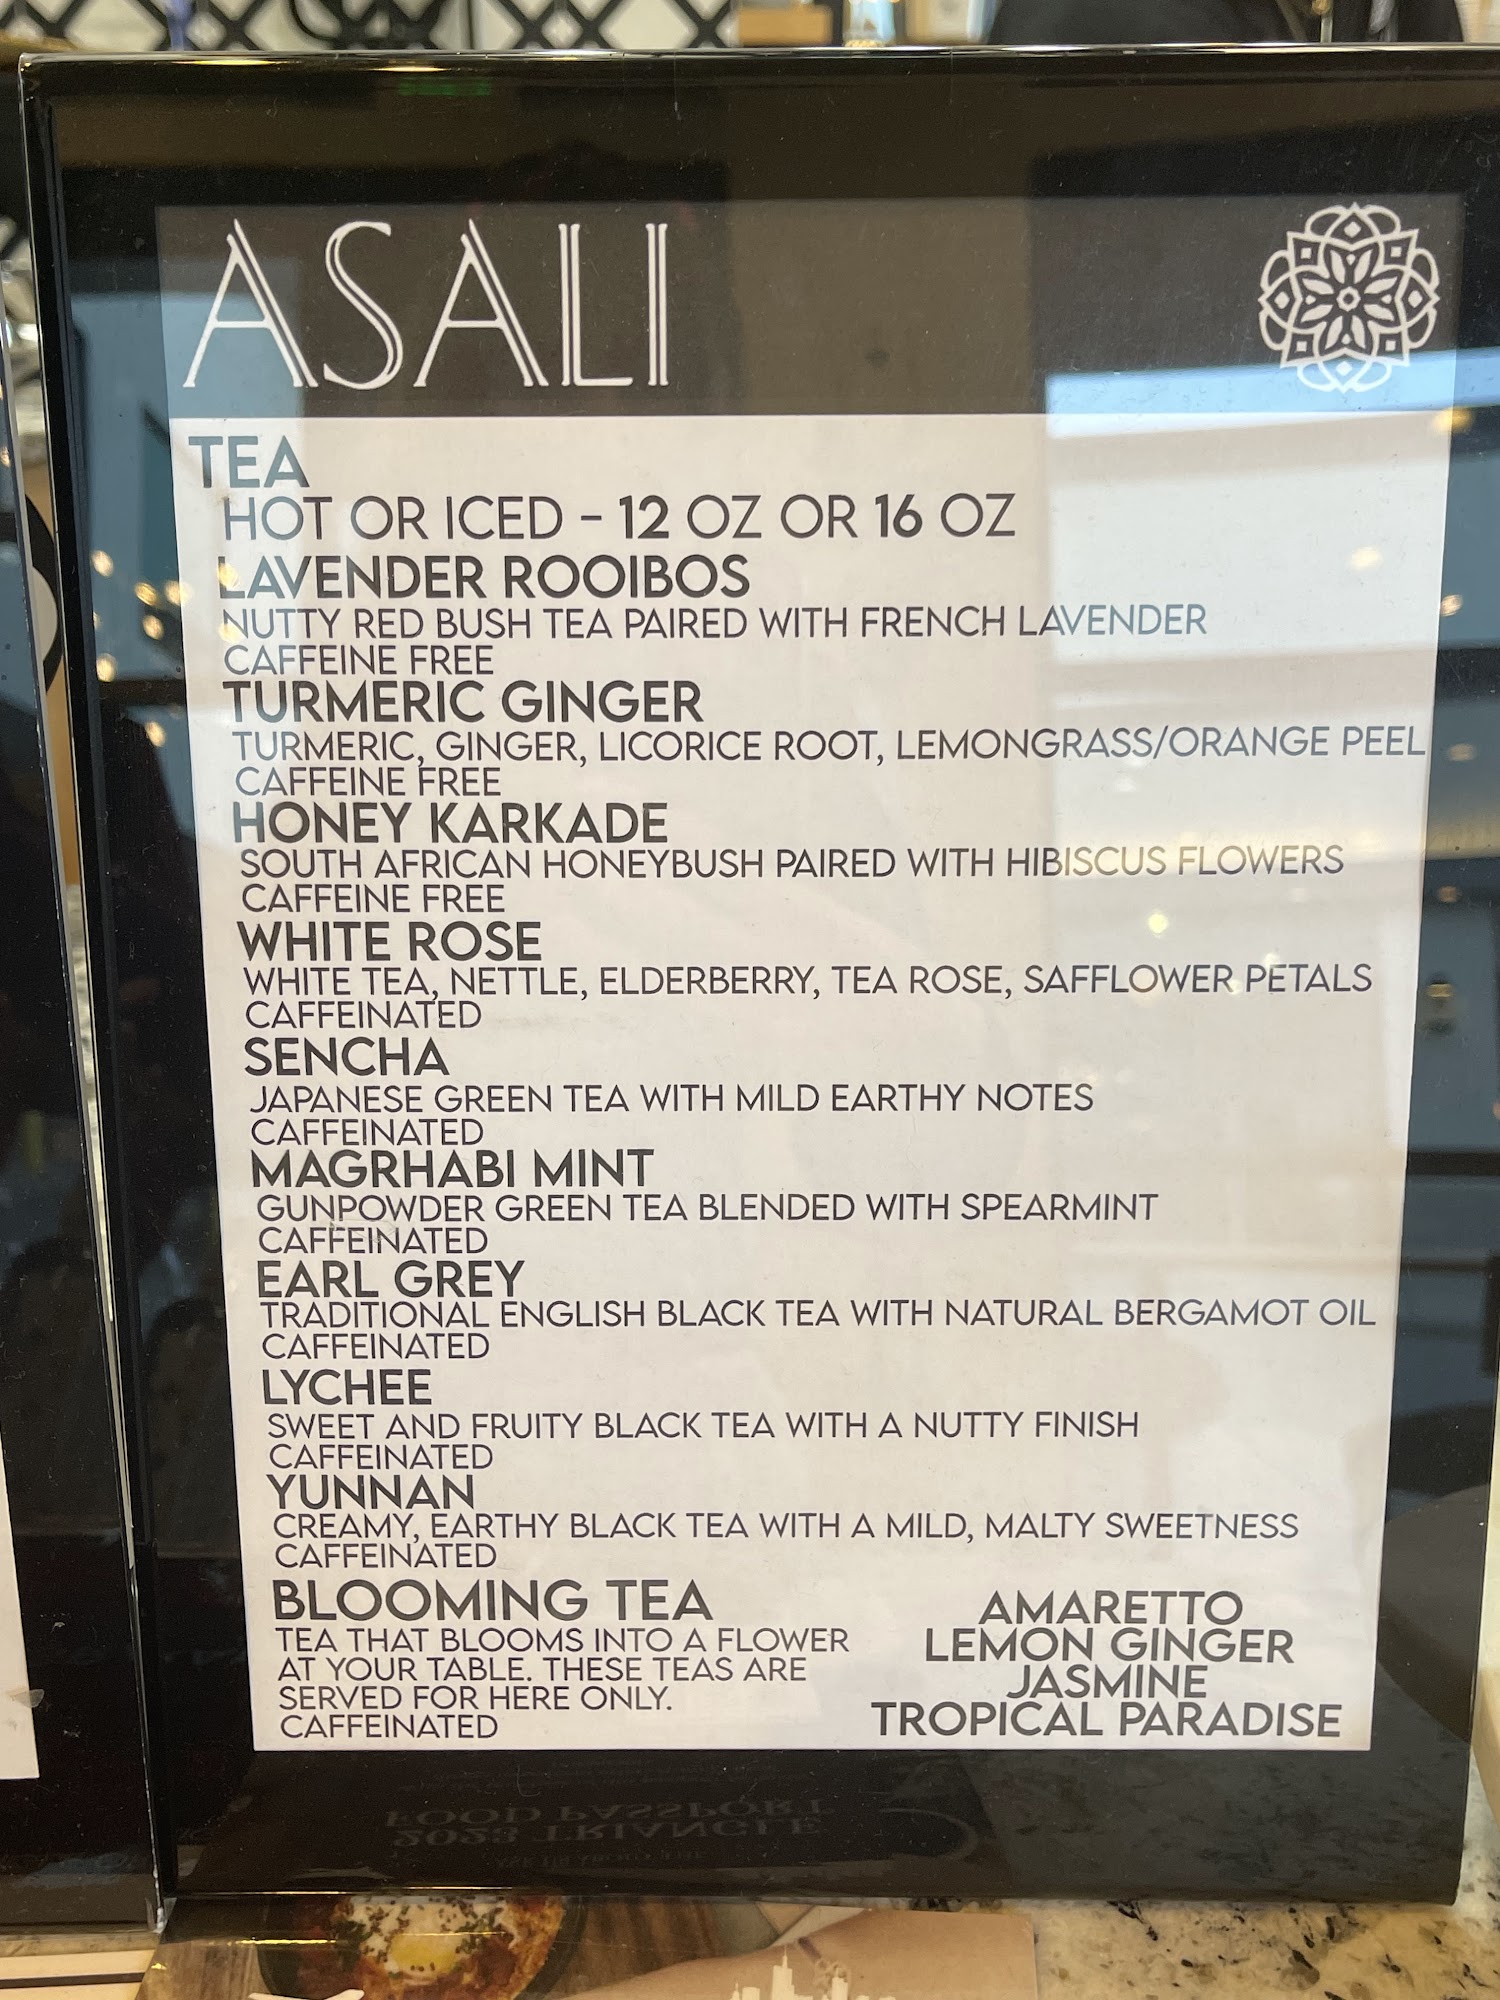 ASALI
TEA
HOT OR ICED - 12 OZ OR 16 OZ
LAVENDER ROOIBOS
NUTTY RED BUSH TEA PAIRED WITH FRENCH LAVENDER
CAFFEINE FREE
TURMERIC GINGER
TURMERIC, GINGER, LICORICE ROOT, LEMONGRASS/ORANGE PEEL
CAFFEINE FREE
HONEY KARKADE
SOUTH AFRICAN HONEYBUSH PAIRED WITH HIBISCUS FLOWERS
CAFFEINE FREE
WHITE ROSE
WHITE TEA, NETTLE, ELDERBERRY, TEA ROSE, SAFFLOWER PETALS
CAFFEINATED
SENCHA
JAPANESE GREEN TEA WITH MILD EARTHY NOTES
CAFFEINATED
MAGRHABI MINT
GUNPOWDER GREEN TEA BLENDED WITH SPEARMINT
CAFFEINATED
EARL GREY
TRADITIONAL ENGLISH BLACK TEA WITH NATURAL BERGAMOT OIL
CAFFEINATED
LYCHEE
SWEET AND FRUITY BLACK TEA WITH A NUTTY FINISH
CAFFEINATED
YUNNAN
CREAMY, EARTHY BLACK TEA WITH A MILD, MALTY SWEETNESS
CAFFEINATED
BLOOMING TEA
TEA THAT BLOOMS INTO A FLOWER
AT YOUR TABLE. THESE TEAS ARE
SERVED FOR HERE ONLY.
CAFFEINATED
AMARETTO
LEMON GINGER
JASMINE
TROPICAL PARADISE
2023 TRIANGLE
FOOD PASSPORT